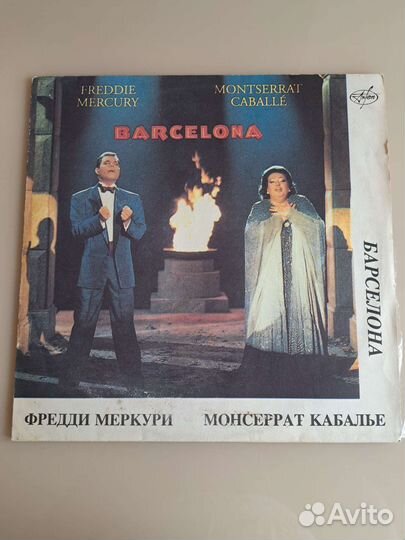 FREDDIE MERCURY
MONTSERRAT CABALLÉ
BARCELONA
БАРСЕЛОНА
ФРЕДДИ МЕРКУРИ
МОНСЕРРАТ КАБАЛЬЕ
Avito